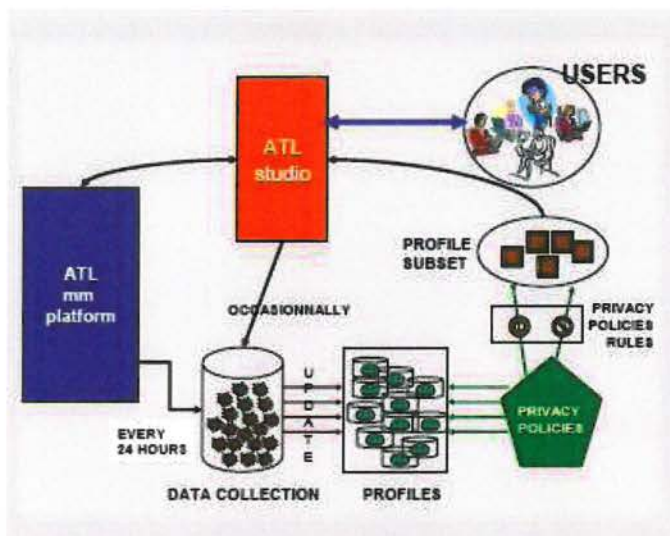 USERS
ATL
studio
ATL
mm
platform
PROFILE
SUBSET
OCCASIONNALLY
PRIVACY
POLICIES
RULES
UPDATE
PRIVACY
POLICIES
EVERY
24 HOURS
DATA COLLECTION
PROFILES